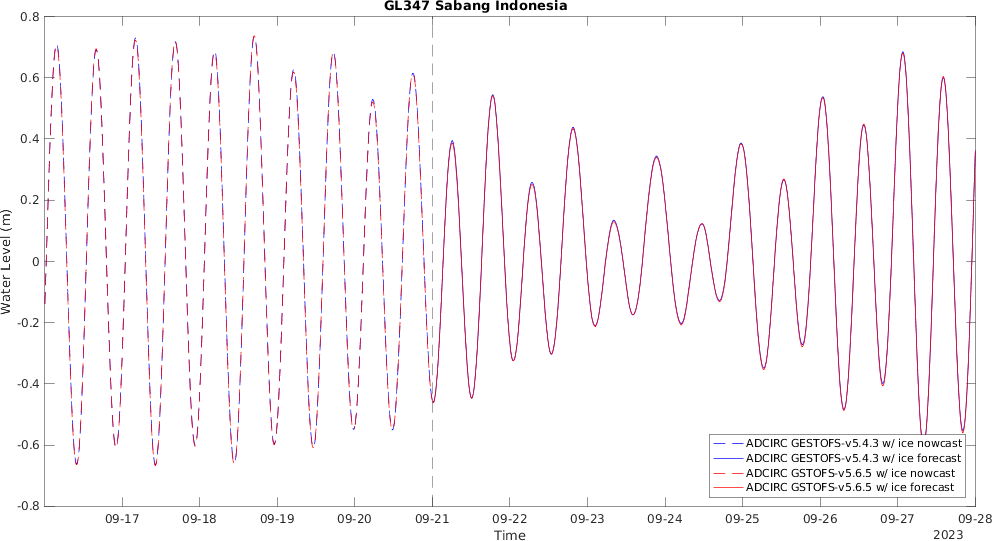 GL347 Sabang Indonesia
0.8
0.6
0.4
0.2
0
-0.2
-0.4
-0.6
-0.8
Water Level (m)
ADCIRC GESTOFS-v5.4.3 w/ ice nowcast
ADCIRC GESTOFS-v5.4.3 w/ ice forecast
ADCIRC GSTOFS-v5.6.5 w/ ice nowcast
ADCIRC GSTOFS-v5.6.5 w/ ice forecast
09-17 09-18 09-19 09-20 09-21 09-22 09-23 09-24 09-25 09-26 09-27 09-28
Time
2023